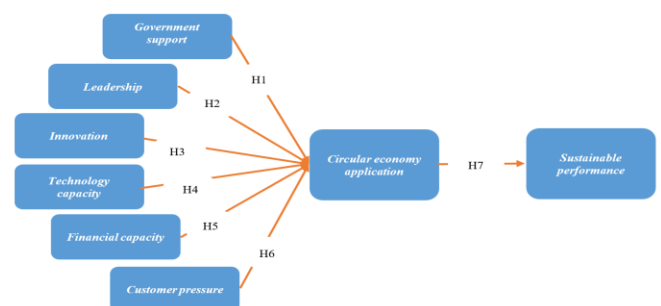 Government
support
H1
Leadership
H2
Innovation
H3
Technology
capacity
H4
Financial capacity
H5
Customer pressure
H6
Circular economy
application
H7
Sustainable
performance